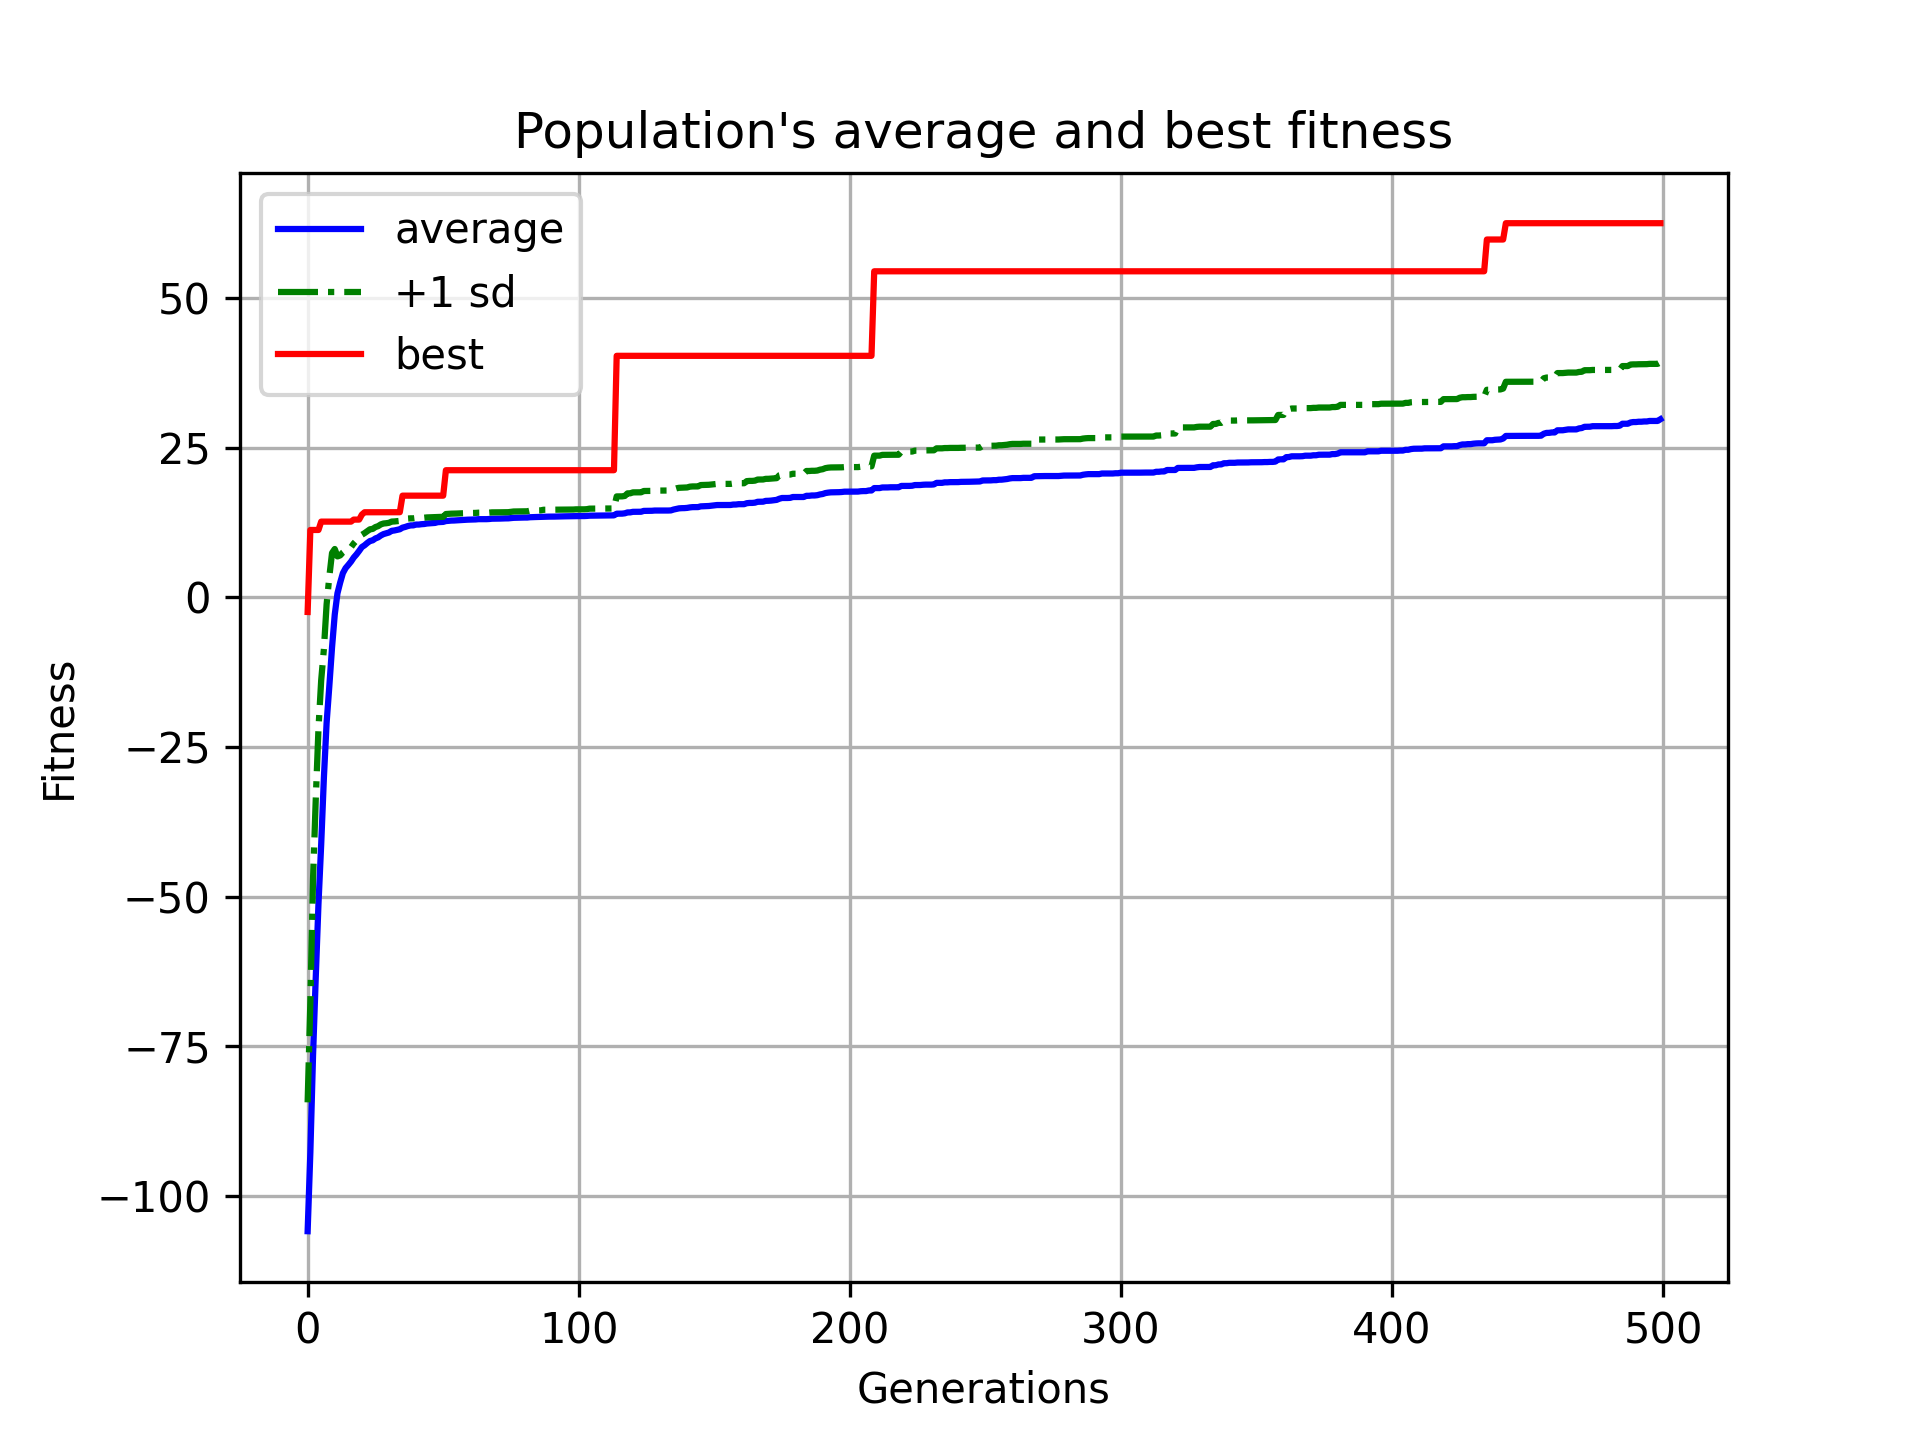 Population's average and best fitness
average
+1 sd
best
50
25
0
−25
−50
−75
−100
Fitness
0 100 200 300 400 500
Generations